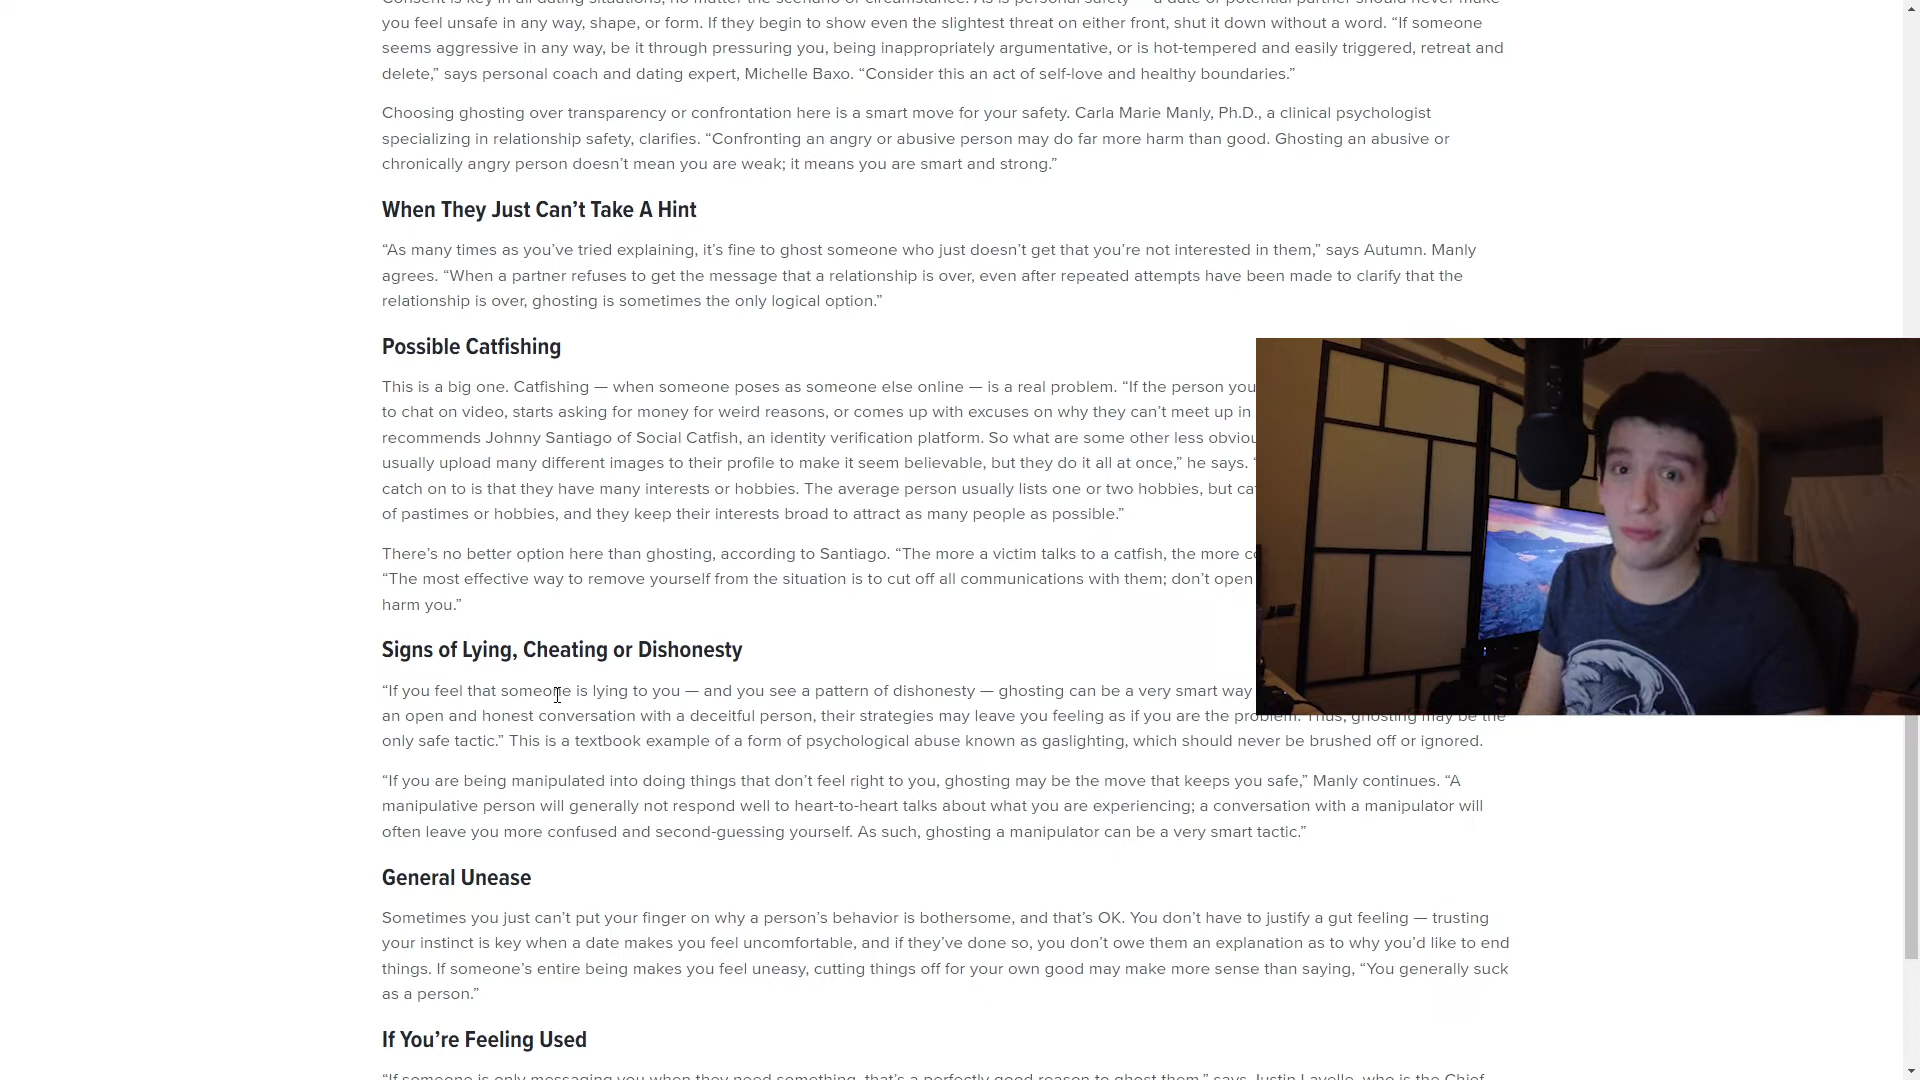 Consent is key in all dating situations, no matter the scenario or circumstance. As is personal safety — a date or potential partner should never make
you feel unsafe in any way, shape, or form. If they begin to show even the slightest threat on either front, shut it down without a word. “If someone
seems aggressive in any way, be it through pressuring you, being inappropriately argumentative, or is hot-tempered and easily triggered, retreat and
delete,” says personal coach and dating expert, Michelle Baxo. “Consider this an act of self-love and healthy boundaries.”
Choosing ghosting over transparency or confrontation here is a smart move for your safety. Carla Marie Manly, Ph.D., a clinical psychologist
specializing in relationship safety, clarifies. “Confronting an angry or abusive person may do far more harm than good. Ghosting an abusive or
chronically angry person doesn’t mean you are weak; it means you are smart and strong.”
When They Just Can’t Take A Hint
“As many times as you’ve tried explaining, it’s fine to ghost someone who just doesn’t get that you’re not interested in them,” says Autumn. Manly
agrees. “When a partner refuses to get the message that a relationship is over, even after repeated attempts have been made to clarify that the
relationship is over, ghosting is sometimes the only logical option.”
Possible Catfishing
This is a big one. Catfishing — when someone poses as someone else online — is a real problem. “If the person you
to chat on video, starts asking for money for weird reasons, or comes up with excuses on why they can’t meet up in
recommends Johnny Santiago of Social Catfish, an identity verification platform. So what are some other less
usually upload many different images to their profile to make it seem believable, but they do it all at once,” he says.
catch on to is that they have many interests or hobbies. The average person usually lists one or two hobbies, but
of pastimes or hobbies, and they keep their interests broad to attract as many people as possible.”
There’s no better option here than ghosting, according to Santiago. “The more a victim talks to a catfish, the more
“The most effective way to remove yourself from the situation is to cut off all communications with them; don’t open
harm you.”
Signs of Lying, Cheating or Dishonesty
“If you feel that someone is lying to you — and you see a pattern of dishonesty — ghosting can be a very smart way
an open and honest conversation with a deceitful person, their strategies may leave you feeling as if you are the problem. Thus, ghosting may be the
only safe tactic.” This is a textbook example of a form of psychological abuse known as gaslighting, which should never be brushed off or ignored.
“If you are being manipulated into doing things that don’t feel right to you, ghosting may be the move that keeps you safe,” Manly continues. “A
manipulative person will generally not respond well to heart-to-heart talks about what you are experiencing; a conversation with a manipulator will
often leave you more confused and second-guessing yourself. As such, ghosting a manipulator can be a very smart tactic.”
General Unease
Sometimes you just can’t put your finger on why a person’s behavior is bothersome, and that’s OK. You don’t have to justify a gut feeling — trusting
your instinct is key when a date makes you feel uncomfortable, and if they’ve done so, you don’t owe them an explanation as to why you’d like to end
things. If someone’s entire being makes you feel uneasy, cutting things off for your own good may make more sense than saying, “You generally suck
as a person.”
If You’re Feeling Used
“If someone is only messaging you when they need something, that’s a perfectly good reason to ghost them,” says Justin Lavelle, who is the Chief